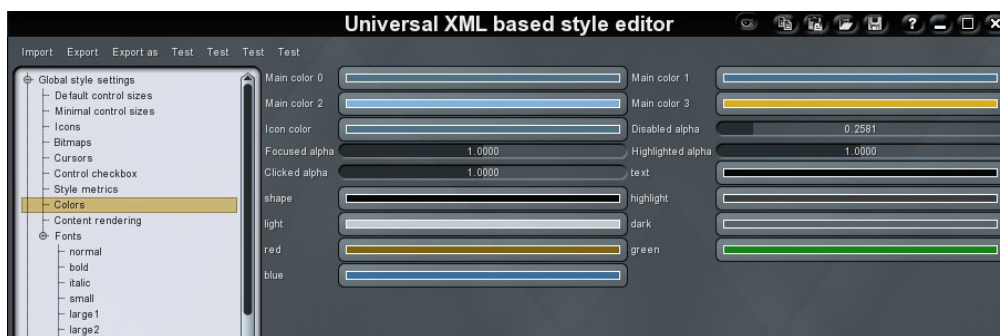 Universal XML based style editor
?
Import Export Export as Test Test Test Test
Global style settings
Default control sizes
Minimal control sizes
Icons
Bitmaps
Cursors
Control checkbox
Style metrics
Colors
Content rendering
Fonts
normal
bold
italic
small
large1
large2
Main color 0 Main color 1
Main color 2 Main color 3
Icon color Disabled alpha 0.2581
Focused alpha 1.0000 Highlighted alpha 1.0000
Clicked alpha 1.0000 text
shape highlight
light dark
red green
blue